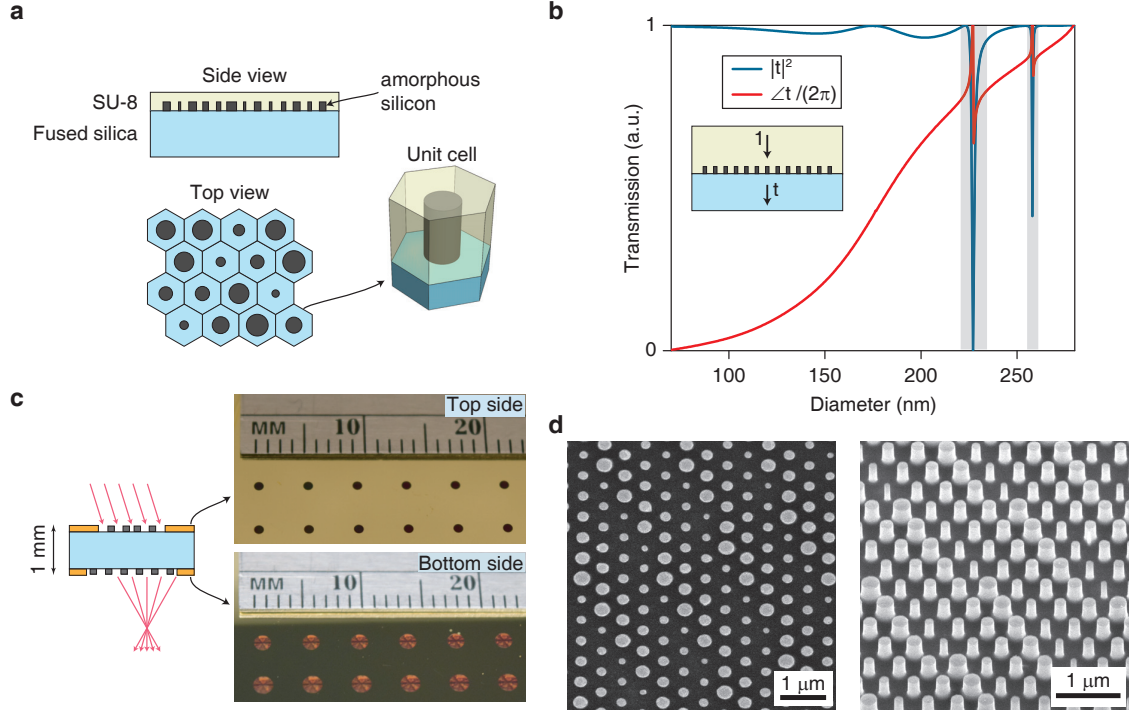 a
Side view
SU-8
amorphous
silicon
Fused silica
Unit cell
Top view
b
1
|t|²
∠t /(2π)
1
t
Transmission (a.u.)
0
100
150
200
250
Diameter (nm)
c
Top side
MM
10
20
1 mm
Bottom side
MM
10
20
d
1 μm
1 μm